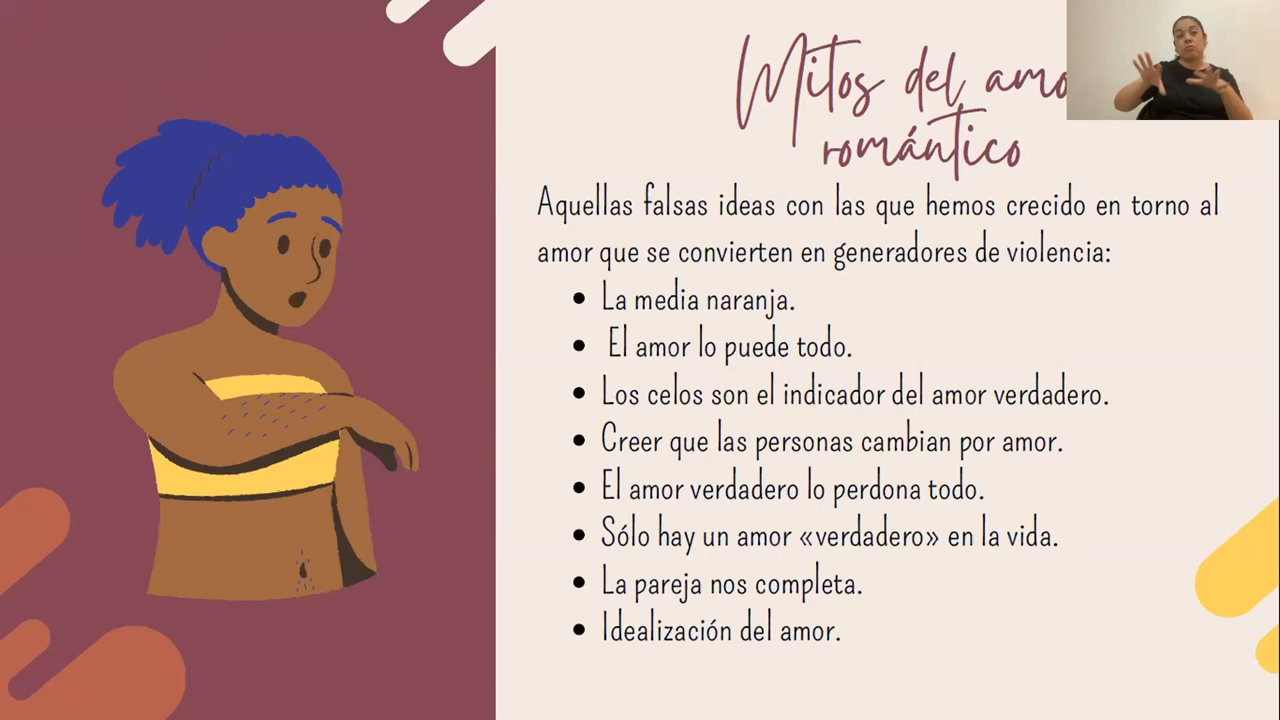 Mitos del amo
romántico
Aquellas falsas ideas con las que hemos crecido en torno al
amor que se convierten en generadores de violencia:
• La media naranja.
• El amor lo puede todo.
• Los celos son el indicador del amor verdadero.
• Creer que las personas cambian por amor.
• El amor verdadero lo perdona todo.
• Sólo hay un amor «verdadero» en la vida.
• La pareja nos completa.
• Idealización del amor.